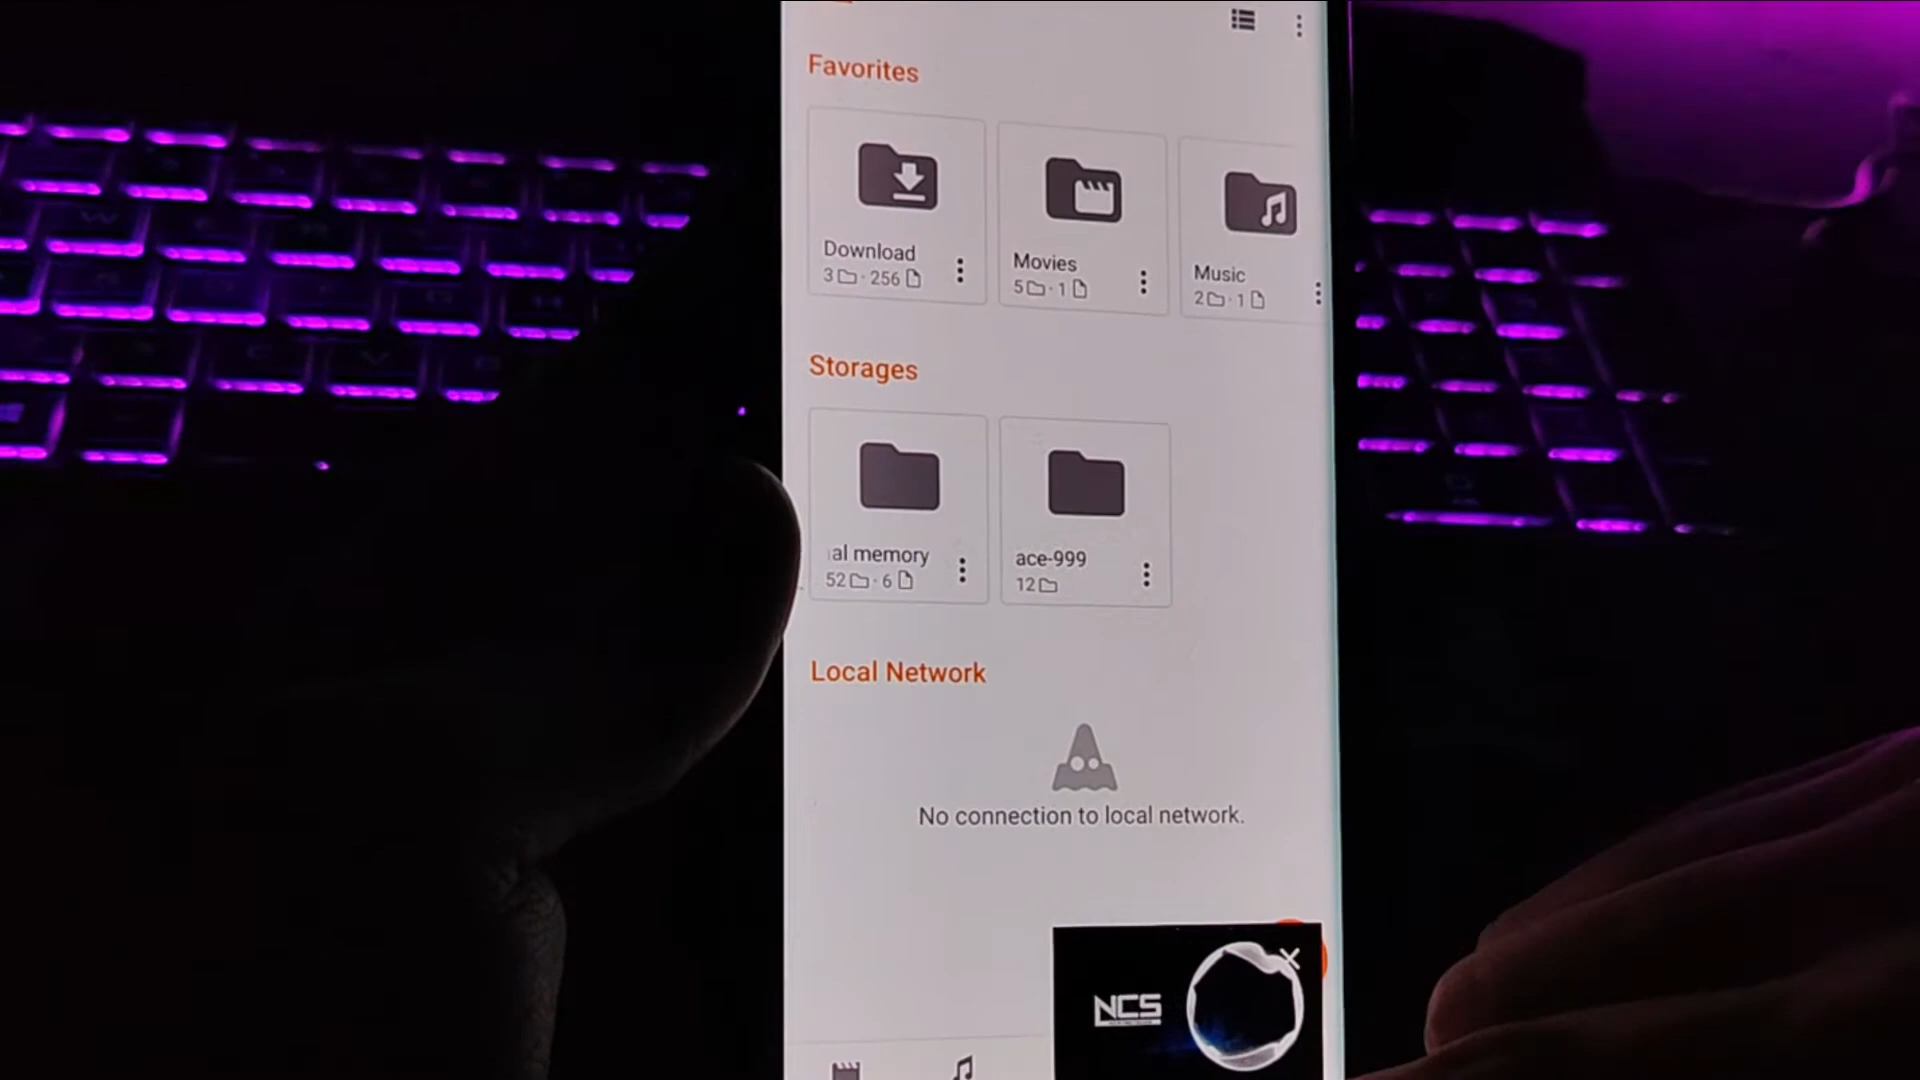 Favorites
Download
3 · 256
Movies
5 · 1
Music
2 · 1
Storages
al memory
52 · 6
ace-999
12
Local Network
No connection to local network.
NCS